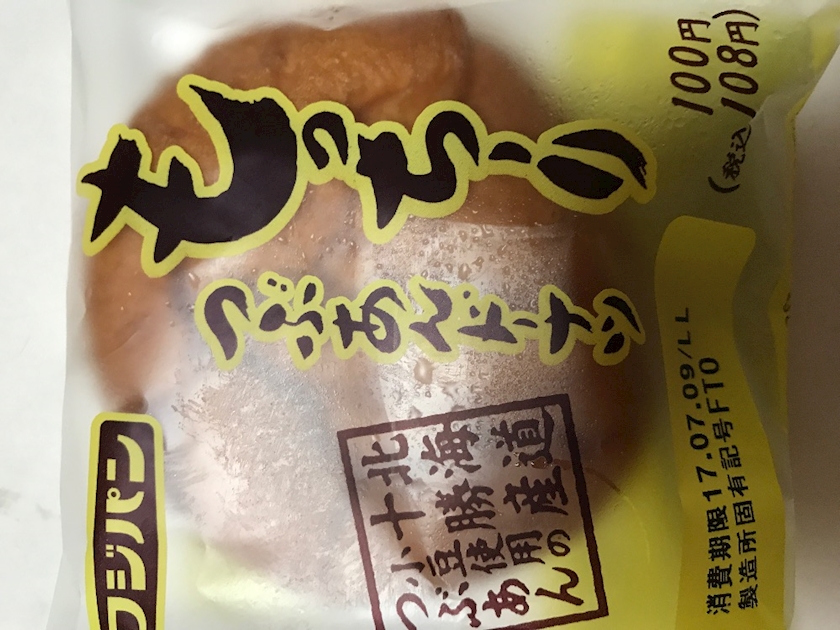 もっちーり
つぶあんドーナツ
フジパン
北海道
十勝産
小豆使用の
つぶあん
100円
(税込108円)
消費期限17.07.09/LL
製造所固有記号FTO